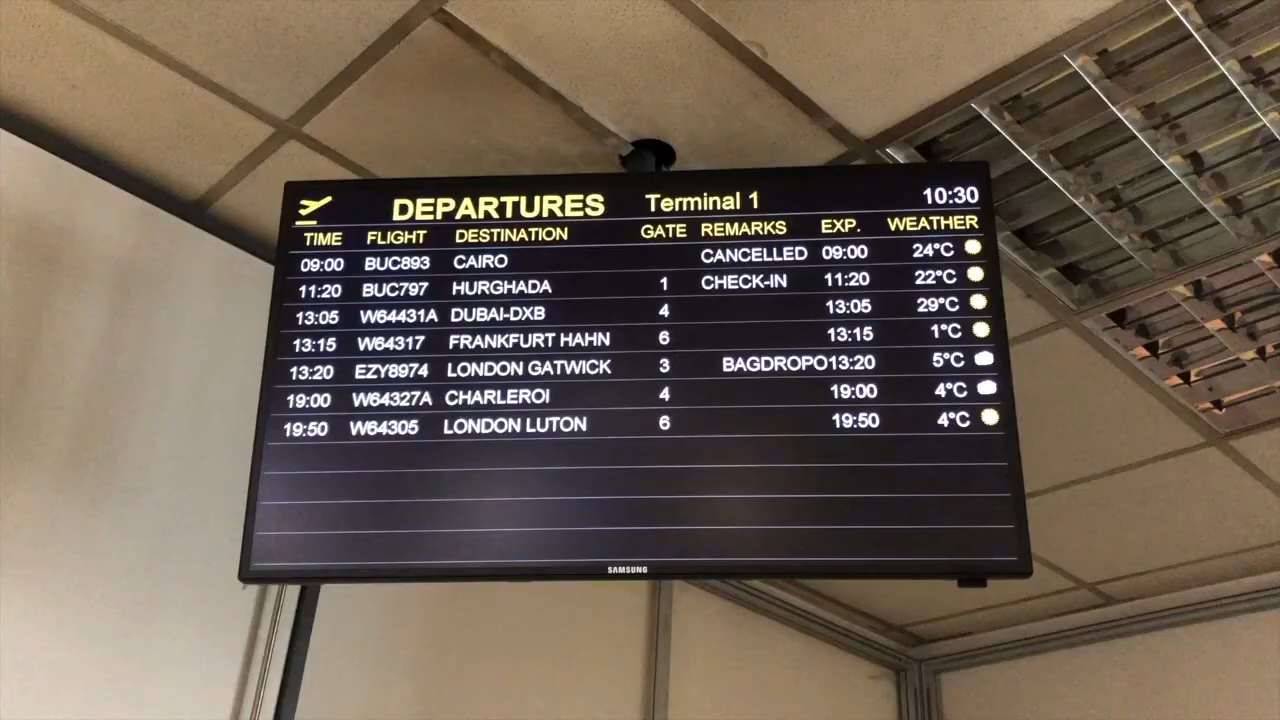 DEPARTURES Terminal 1 10:30
TIME FLIGHT DESTINATION GATE REMARKS EXP. WEATHER
09:00 BUC893 CAIRO CANCELLED 09:00 24°C
11:20 BUC797 HURGHADA 1 CHECK-IN 11:20 22°C
13:05 W64431A DUBAI-DXB 4 13:05 29°C
13:15 W64317 FRANKFURT HAHN 6 13:15 1°C
13:20 EZY8974 LONDON GATWICK 3 BAGDROPO13:20 5°C
19:00 W64327A CHARLEROI 4 19:00 4°C
19:50 W64305 LONDON LUTON 6 19:50 4°C
SAMSUNG